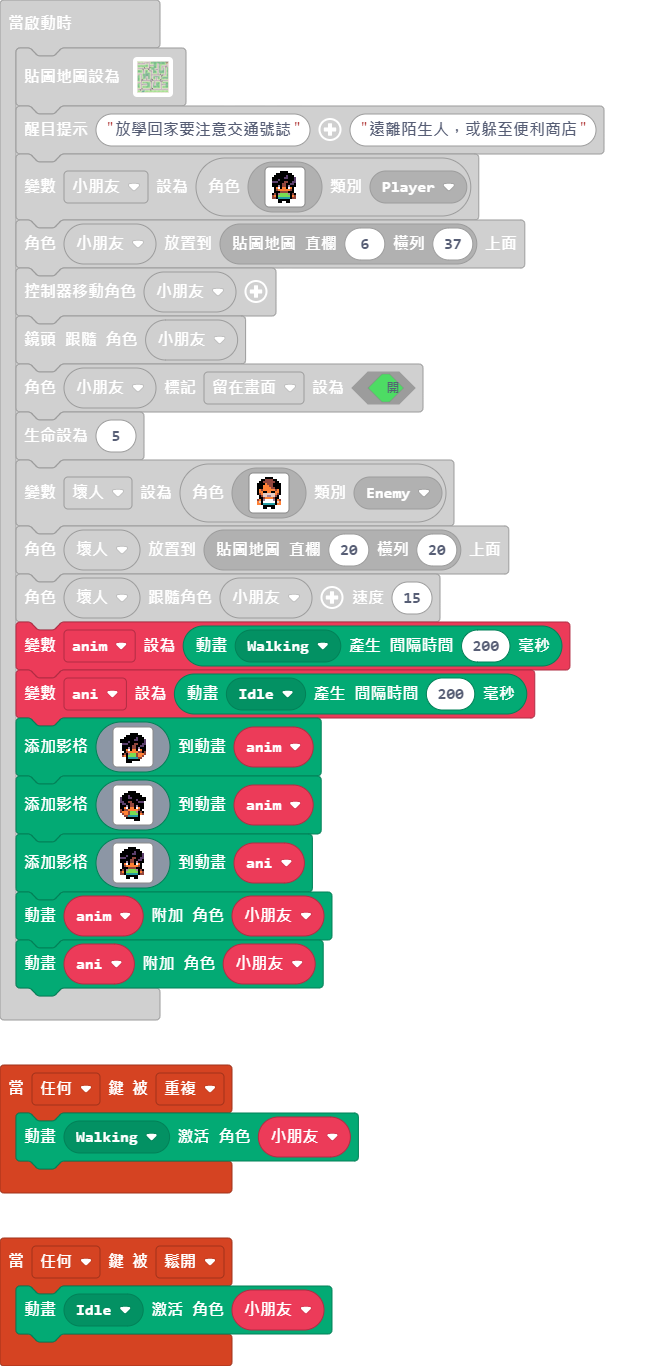 當啟動時
貼圖地圖設為
醒目提示 "放學回家要注意交通號誌" "遠離陌生人，或躲至便利商店"
變數 小朋友 設為 角色 類別 Player
角色 小朋友 放置到 貼圖地圖 直欄 6 橫列 37 上面
控制器移動角色 小朋友
鏡頭 跟隨 角色 小朋友
角色 小朋友 標記 留在畫面 設為 開
生命設為 5
變數 壞人 設為 角色 類別 Enemy
角色 壞人 放置到 貼圖地圖 直欄 20 橫列 20 上面
角色 壞人 跟隨角色 小朋友 速度 15
變數 anim 設為 動畫 Walking 產生 間隔時間 200 毫秒
變數 ani 設為 動畫 Idle 產生 間隔時間 200 毫秒
添加影格 到動畫 anim
添加影格 到動畫 anim
添加影格 到動畫 ani
動畫 anim 附加 角色 小朋友
動畫 ani 附加 角色 小朋友
當 任何 鍵 被 重複
動畫 Walking 激活 角色 小朋友
當 任何 鍵 被 鬆開
動畫 Idle 激活 角色 小朋友